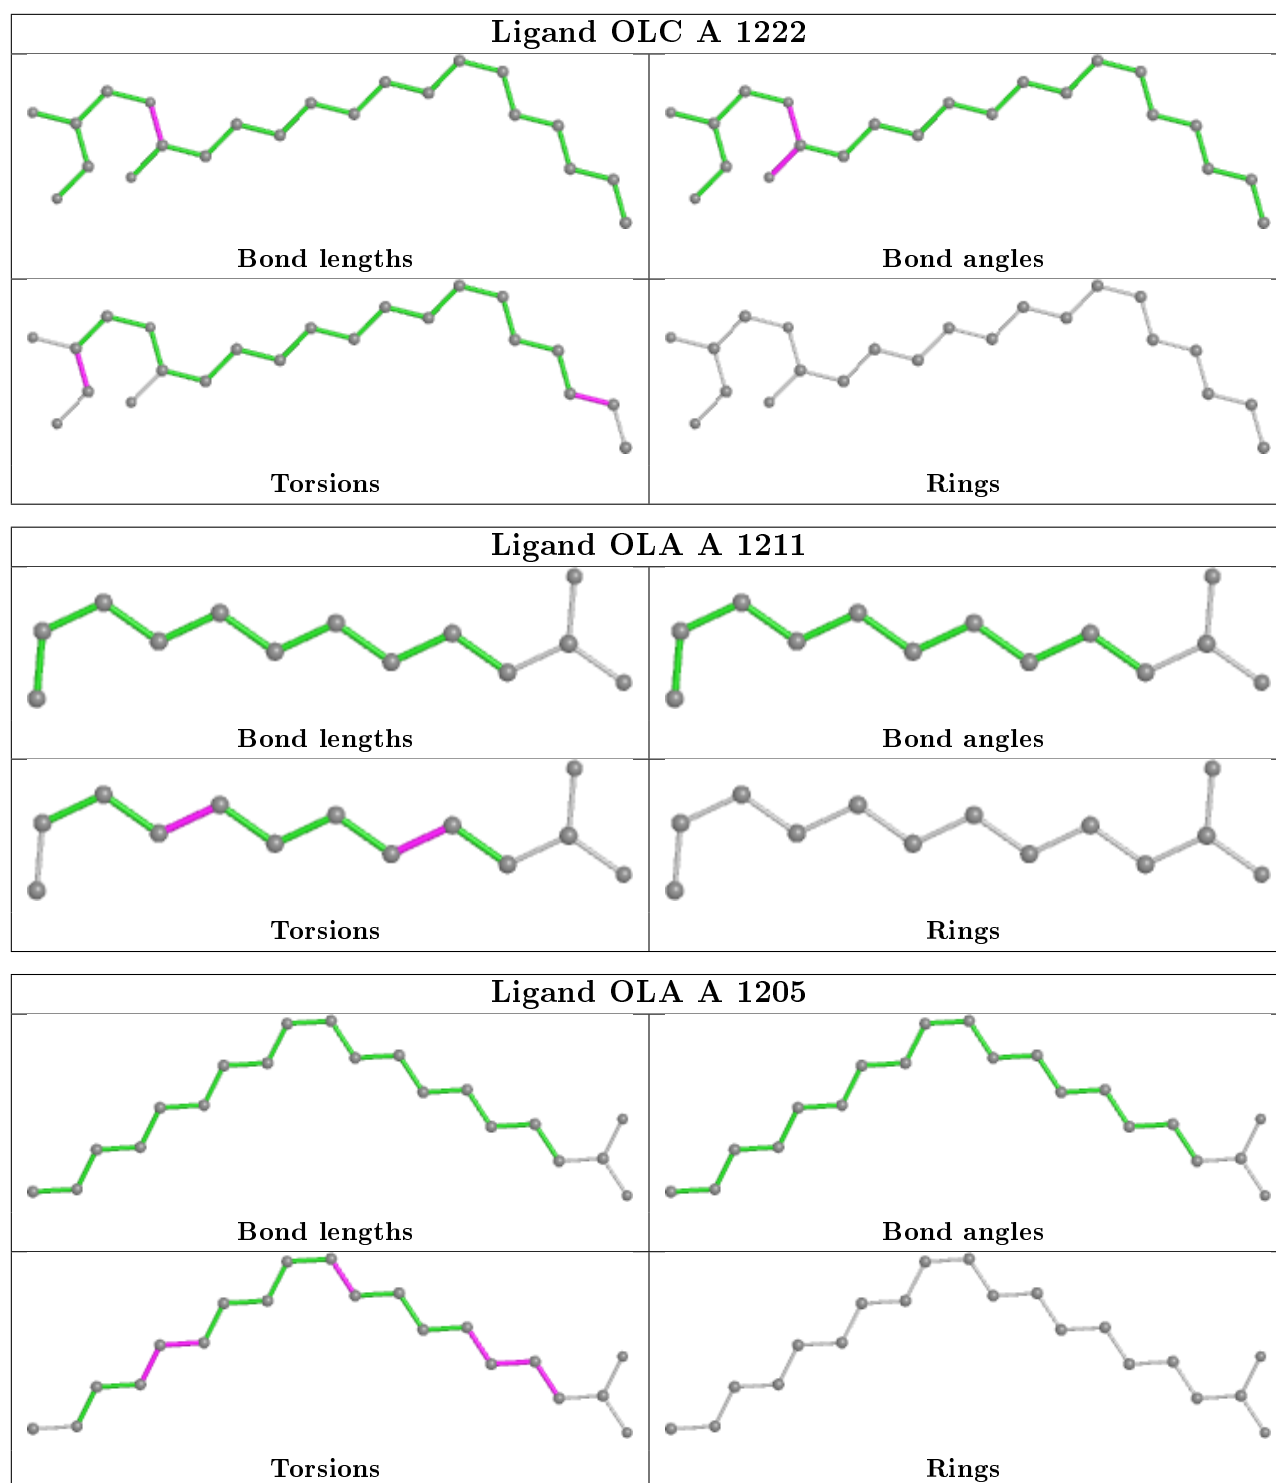 Ligand OLC A 1222
Bond lengths
Bond angles
Torsions
Rings
Ligand OLA A 1211
Bond lengths
Bond angles
Torsions
Rings
Ligand OLA A 1205
Bond lengths
Bond angles
Torsions
Rings